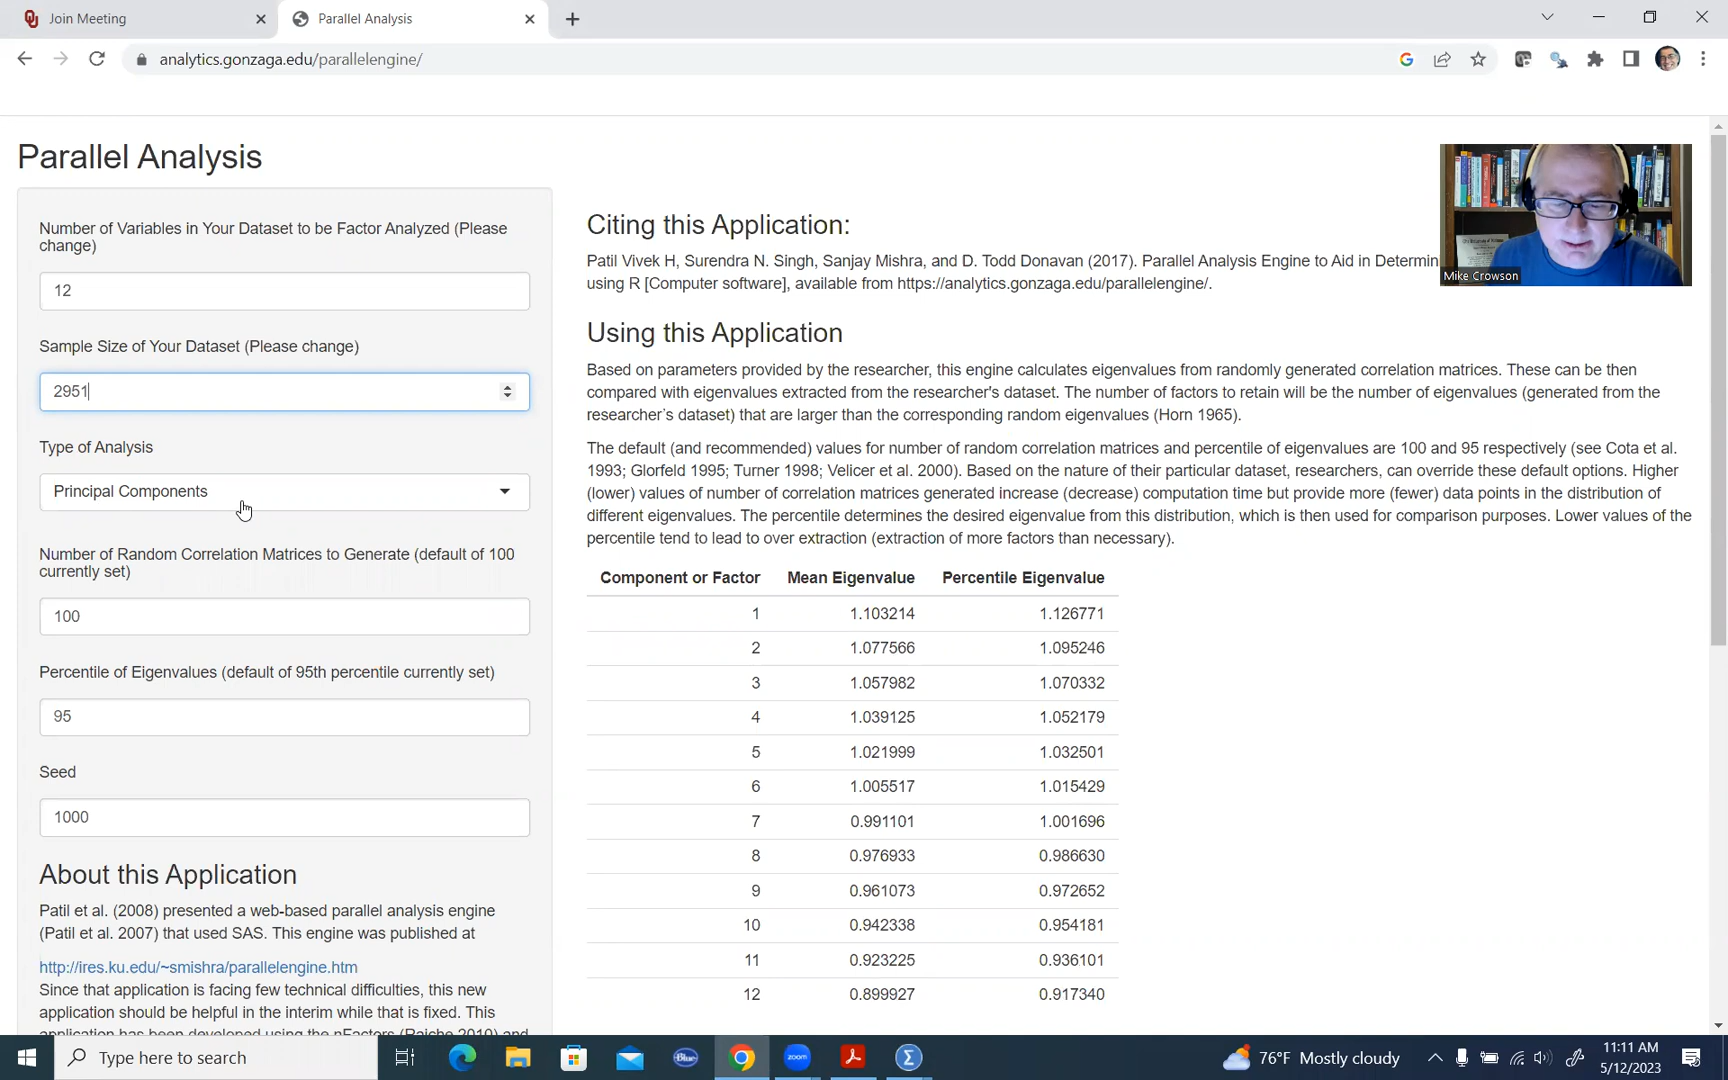 Join Meeting
Parallel Analysis
analytics.gonzaga.edu/parallelengine/
Parallel Analysis
Number of Variables in Your Dataset to be Factor Analyzed (Please
change)
12
Sample Size of Your Dataset (Please change)
2951
Type of Analysis
Principal Components
Number of Random Correlation Matrices to Generate (default of 100
currently set)
100
Percentile of Eigenvalues (default of 95th percentile currently set)
95
Seed
1000
About this Application
Patil et al. (2008) presented a web-based parallel analysis engine
(Patil et al. 2007) that used SAS. This engine was published at
http://ires.ku.edu/~smishra/parallelengine.htm
Since that application is facing few technical difficulties, this new
application should be helpful in the interim while that is fixed. This
application has been developed using the nFactors (Raiche 2010) and
Citing this Application:
Patil Vivek H, Surendra N. Singh, Sanjay Mishra, and D. Todd Donavan (2017). Parallel Analysis Engine to Aid in Determin
using R [Computer software], available from https://analytics.gonzaga.edu/parallelengine/.
Mike Crowson
Using this Application
Based on parameters provided by the researcher, this engine calculates eigenvalues from randomly generated correlation matrices. These can be then
compared with eigenvalues extracted from the researcher's dataset. The number of factors to retain will be the number of eigenvalues (generated from the
researcher's dataset) that are larger than the corresponding random eigenvalues (Horn 1965).
The default (and recommended) values for number of random correlation matrices and percentile of eigenvalues are 100 and 95 respectively (see Cota et al.
1993; Glorfeld 1995; Turner 1998; Velicer et al. 2000). Based on the nature of their particular dataset, researchers, can override these default options. Higher
(lower) values of number of correlation matrices generated increase (decrease) computation time but provide more (fewer) data points in the distribution of
different eigenvalues. The percentile determines the desired eigenvalue from this distribution, which is then used for comparison purposes. Lower values of the
percentile tend to lead to over extraction (extraction of more factors than necessary).
Component or Factor Mean Eigenvalue Percentile Eigenvalue
1 1.103214 1.126771
2 1.077566 1.095246
3 1.057982 1.070332
4 1.039125 1.052179
5 1.021999 1.032501
6 1.005517 1.015429
7 0.991101 1.001696
8 0.976933 0.986630
9 0.961073 0.972652
10 0.942338 0.954181
11 0.923225 0.936101
12 0.899927 0.917340
Type here to search
Blue
zoom
76°F Mostly cloudy
11:11 AM
5/12/2023